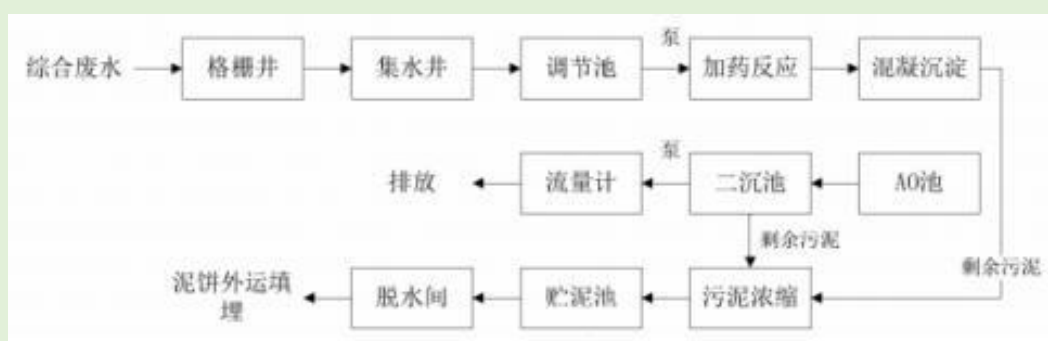 泵
综合废水
格栅井
集水井
调节池
加药反应
混凝沉淀
泵
排放
流量计
二沉池
AO池
剩余污泥
剩余污泥
泥饼外运填
埋
脱水间
贮泥池
污泥浓缩